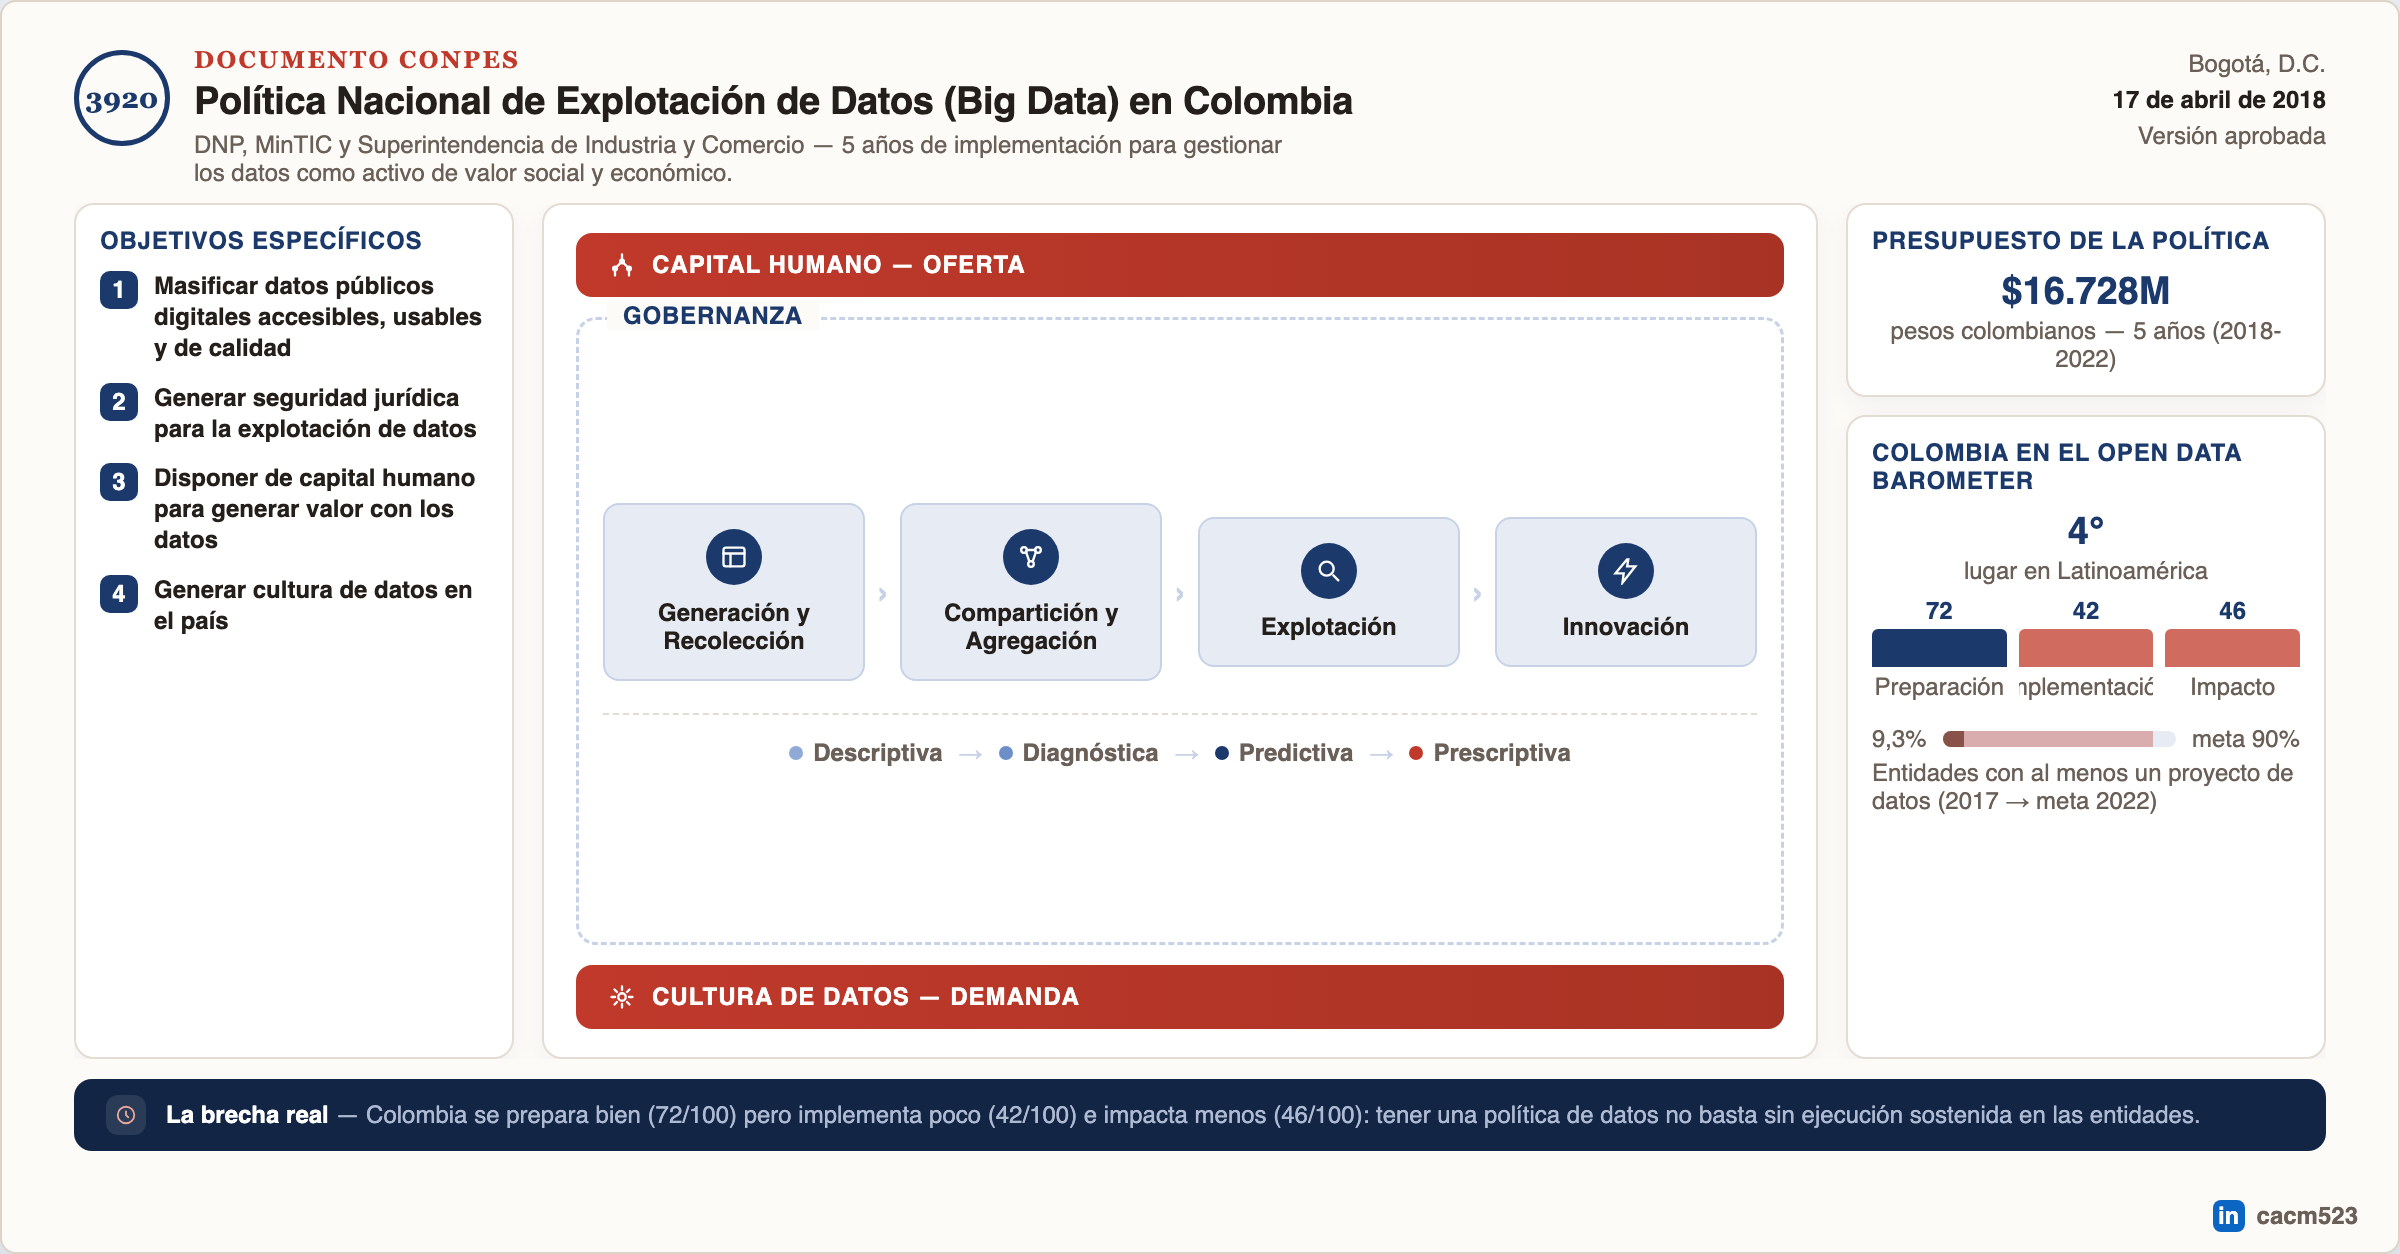 3920
DOCUMENTO CONPES
Política Nacional de Explotación de Datos (Big Data) en Colombia
DNP, MinTIC y Superintendencia de Industria y Comercio — 5 años de implementación para gestionar
los datos como activo de valor social y económico.
Bogotá, D.C.
17 de abril de 2018
Versión aprobada
OBJETIVOS ESPECÍFICOS
1 Masificar datos públicos
digitales accesibles, usables
y de calidad
2 Generar seguridad jurídica
para la explotación de datos
3 Disponer de capital humano
para generar valor con los
datos
4 Generar cultura de datos en
el país
CAPITAL HUMANO — OFERTA
GOBERNANZA
Generación y
Recolección
›
Compartición y
Agregación
›
Explotación
›
Innovación
Descriptiva → Diagnóstica → Predictiva → Prescriptiva
CULTURA DE DATOS — DEMANDA
PRESUPUESTO DE LA POLÍTICA
$16.728M
pesos colombianos — 5 años (2018-
2022)
COLOMBIA EN EL OPEN DATA
BAROMETER
4°
lugar en Latinoamérica
72 42 46
Preparación nplementació Impacto
9,3% meta 90%
Entidades con al menos un proyecto de
datos (2017 → meta 2022)
La brecha real — Colombia se prepara bien (72/100) pero implementa poco (42/100) e impacta menos (46/100): tener una política de datos no basta sin ejecución sostenida en las entidades.
in cacm523